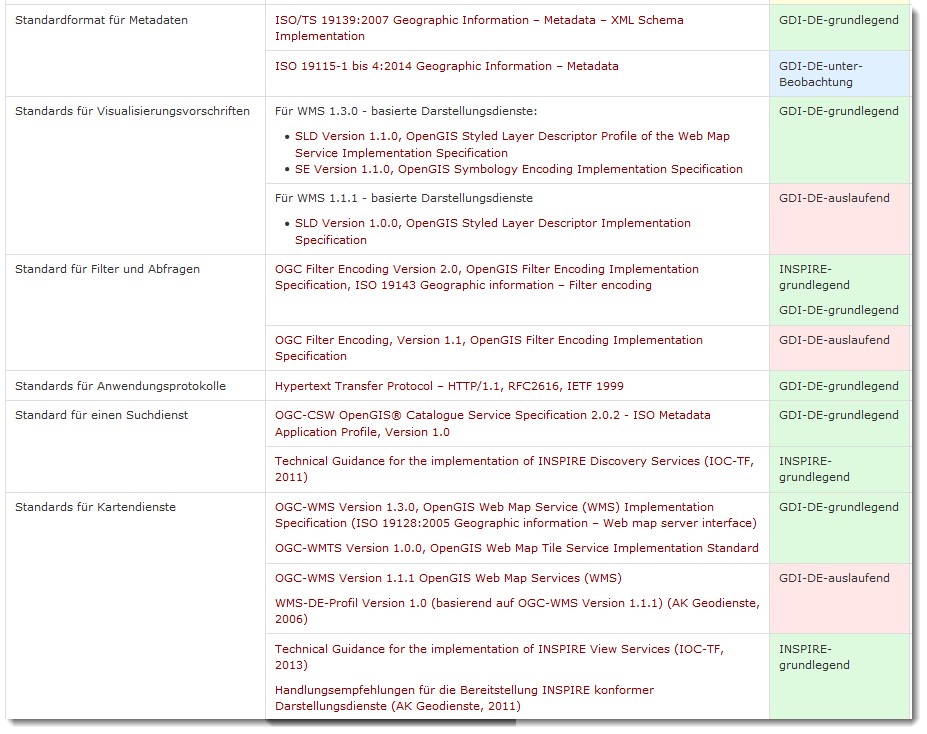 Standardformat für Metadaten
ISO/TS 19139:2007 Geographic Information – Metadata – XML Schema
Implementation
GDI-DE-grundlegend
ISO 19115-1 bis 4:2014 Geographic Information – Metadata
GDI-DE-unter-
Beobachtung
Standards für Visualisierungsvorschriften
Für WMS 1.3.0 - basierte Darstellungsdienste:
• SLD Version 1.1.0, OpenGIS Styled Layer Descriptor Profile of the Web Map
Service Implementation Specification
• SE Version 1.1.0, OpenGIS Symbology Encoding Implementation Specification
GDI-DE-grundlegend
Für WMS 1.1.1 - basierte Darstellungsdienste
• SLD Version 1.0.0, OpenGIS Styled Layer Descriptor Implementation
Specification
GDI-DE-auslaufend
Standard für Filter und Abfragen
OGC Filter Encoding Version 2.0, OpenGIS Filter Encoding Implementation
Specification, ISO 19143 Geographic information – Filter encoding
INSPIRE-
grundlegend
GDI-DE-grundlegend
OGC Filter Encoding, Version 1.1, OpenGIS Filter Encoding Implementation
Specification
GDI-DE-auslaufend
Standards für Anwendungsprotokolle
Hypertext Transfer Protocol – HTTP/1.1, RFC2616, IETF 1999
GDI-DE-grundlegend
Standard für einen Suchdienst
OGC-CSW OpenGIS® Catalogue Service Specification 2.0.2 - ISO Metadata
Application Profile, Version 1.0
GDI-DE-grundlegend
Technical Guidance for the implementation of INSPIRE Discovery Services (IOC-TF,
2011)
INSPIRE-
grundlegend
Standards für Kartendienste
OGC-WMS Version 1.3.0, OpenGIS Web Map Service (WMS) Implementation
Specification (ISO 19128:2005 Geographic information – Web map server interface)
OGC-WMTS Version 1.0.0, OpenGIS Web Map Tile Service Implementation Standard
GDI-DE-grundlegend
OGC-WMS Version 1.1.1 OpenGIS Web Map Services (WMS)
WMS-DE-Profil Version 1.0 (basierend auf OGC-WMS Version 1.1.1) (AK Geodienste,
2006)
GDI-DE-auslaufend
Technical Guidance for the implementation of INSPIRE View Services (IOC-TF,
2013)
Handlungsempfehlungen für die Bereitstellung INSPIRE konformer
Darstellungsdienste (AK Geodienste, 2011)
INSPIRE-
grundlegend